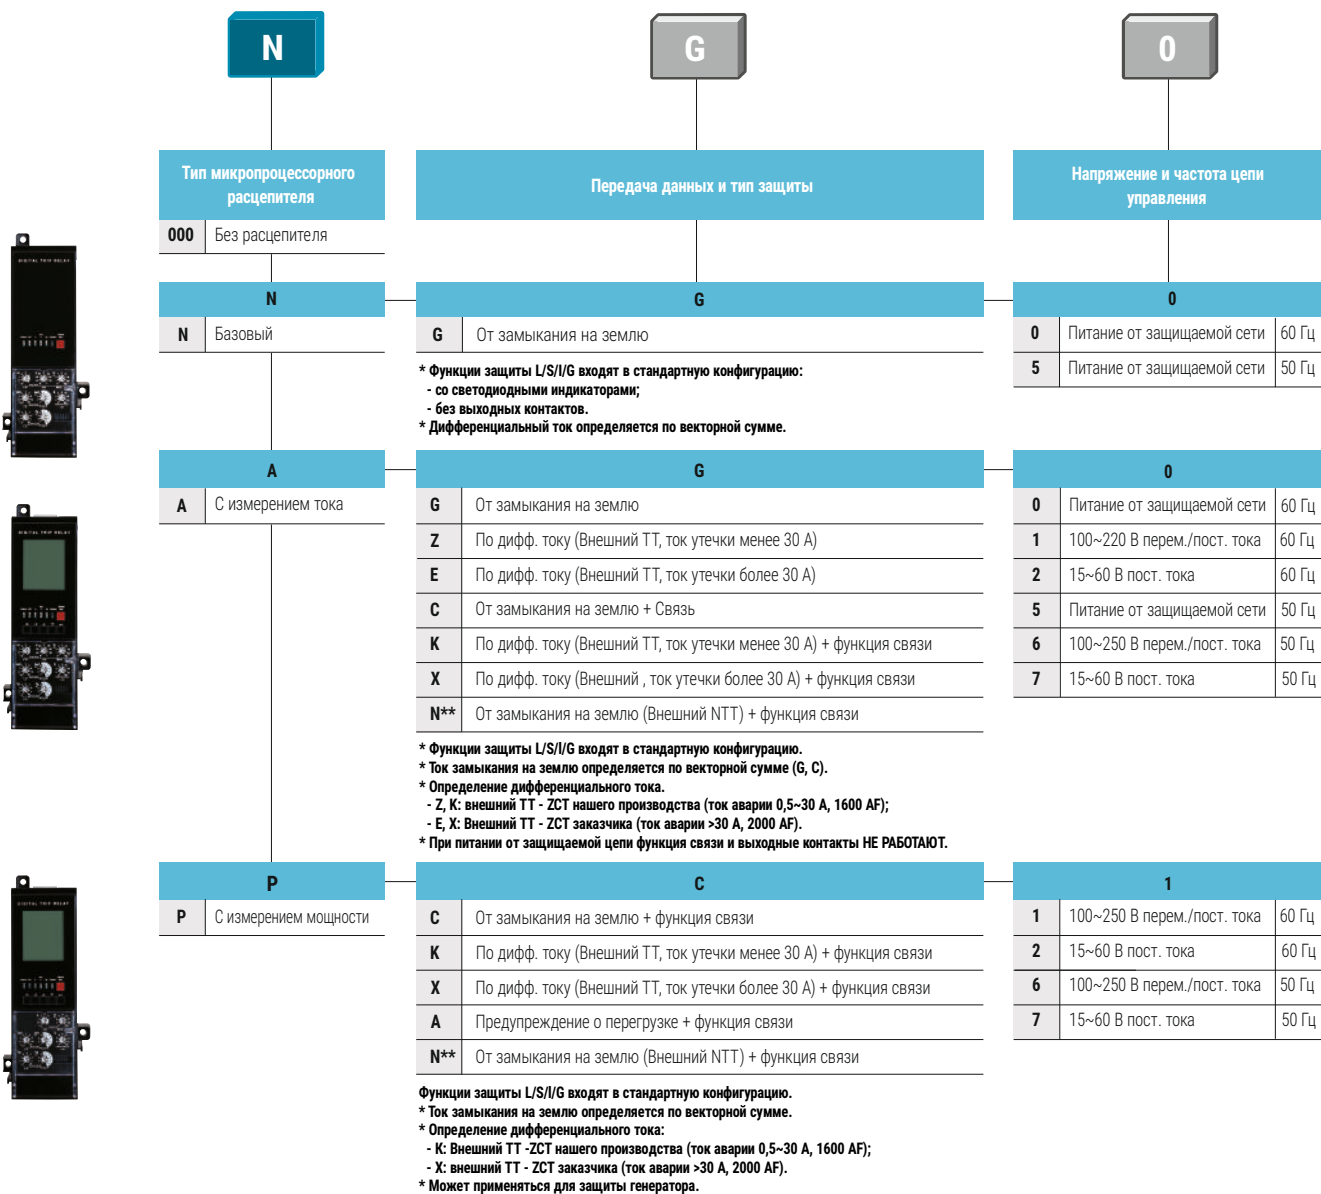 N
G
0
Тип микропроцессорного
расцепителя
Передача данных и тип защиты
Напряжение и частота цепи
управления
000 Без расцепителя
DIGITAL TRIP RELAY
N
G
0
N Базовый
G От замыкания на землю
0 Питание от защищаемой сети 60 Гц
5 Питание от защищаемой сети 50 Гц
* Функции защиты L/S/I/G входят в стандартную конфигурацию:
- со светодиодными индикаторами;
- без выходных контактов.
* Дифференциальный ток определяется по векторной сумме.
A
G
0
A С измерением тока
G От замыкания на землю
Z По дифф. току (Внешний ТТ, ток утечки менее 30 А)
E По дифф. току (Внешний ТТ, ток утечки более 30 А)
C От замыкания на землю + Связь
K По дифф. току (Внешний ТТ, ток утечки менее 30 А) + функция связи
X По дифф. току (Внешний , ток утечки более 30 А) + функция связи
N** От замыкания на землю (Внешний NTT) + функция связи
0 Питание от защищаемой сети 60 Гц
1 100~220 В перем./пост. тока 60 Гц
2 15~60 В пост. тока 60 Гц
5 Питание от защищаемой сети 50 Гц
6 100~250 В перем./пост. тока 50 Гц
7 15~60 В пост. тока 50 Гц
DIGITAL TRIP RELAY
* Функции защиты L/S/I/G входят в стандартную конфигурацию.
* Ток замыкания на землю определяется по векторной сумме (G, C).
* Определение дифференциального тока.
- Z, K: внешний ТТ - ZCT нашего производства (ток аварии 0,5~30 А, 1600 AF);
- E, X: Внешний ТТ - ZCT заказчика (ток аварии >30 А, 2000 AF).
* При питании от защищаемой цепи функция связи и выходные контакты НЕ РАБОТАЮТ.
P
C
1
P С измерением мощности
C От замыкания на землю + функция связи
K По дифф. току (Внешний ТТ, ток утечки менее 30 А) + функция связи
X По дифф. току (Внешний ТТ, ток утечки более 30 А) + функция связи
A Предупреждение о перегрузке + функция связи
N** От замыкания на землю (Внешний NTT) + функция связи
1 100~250 В перем./пост. тока 60 Гц
2 15~60 В пост. тока 60 Гц
6 100~250 В перем./пост. тока 50 Гц
7 15~60 В пост. тока 50 Гц
DIGITAL TRIP RELAY
Функции защиты L/S/I/G входят в стандартную конфигурацию.
* Ток замыкания на землю определяется по векторной сумме.
* Определение дифференциального тока:
- K: Внешний ТТ -ZCT нашего производства (ток аварии 0,5~30 А, 1600 AF);
- X: внешний ТТ - ZCT заказчика (ток аварии >30 А, 2000 AF).
* Может применяться для защиты генератора.